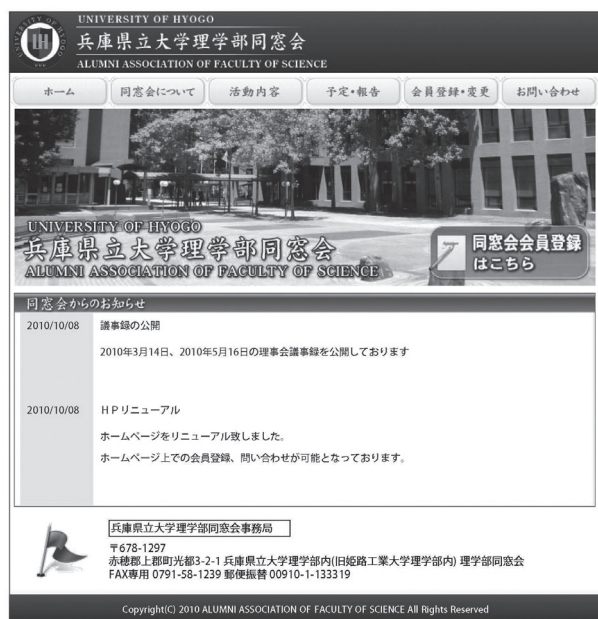 UNIVERSITY OF HYOGO
兵庫県立大学理学部同窓会
ALUMNI ASSOCIATION OF FACULTY OF SCIENCE
ホーム
同窓会について
活動内容
予定・報告
会員登録・変更
お問い合わせ
UNIVERSITY OF HYOGO
兵庫県立大学理学部同窓会
ALUMNI ASSOCIATION OF FACULTY OF SCIENCE
同窓会会員登録
はこちら
同窓会からのお知らせ
2010/10/08 議事録の公開
2010年3月14日、2010年5月16日の理事会議事録を公開しております
2010/10/08 HPリニューアル
ホームページをリニューアル致しました。
ホームページ上での会員登録、問い合わせが可能となっております。
兵庫県立大学理学部同窓会事務局
〒678-1297
赤穂郡上郡町光都3-2-1 兵庫県立大学理学部内(旧姫路工業大学理学部内) 理学部同窓会
FAX専用 0791-58-1239 郵便振替 00910-1-133319
Copyright(C) 2010 ALUMNI ASSOCIATION OF FACULTY OF SCIENCE All Rights Reserved